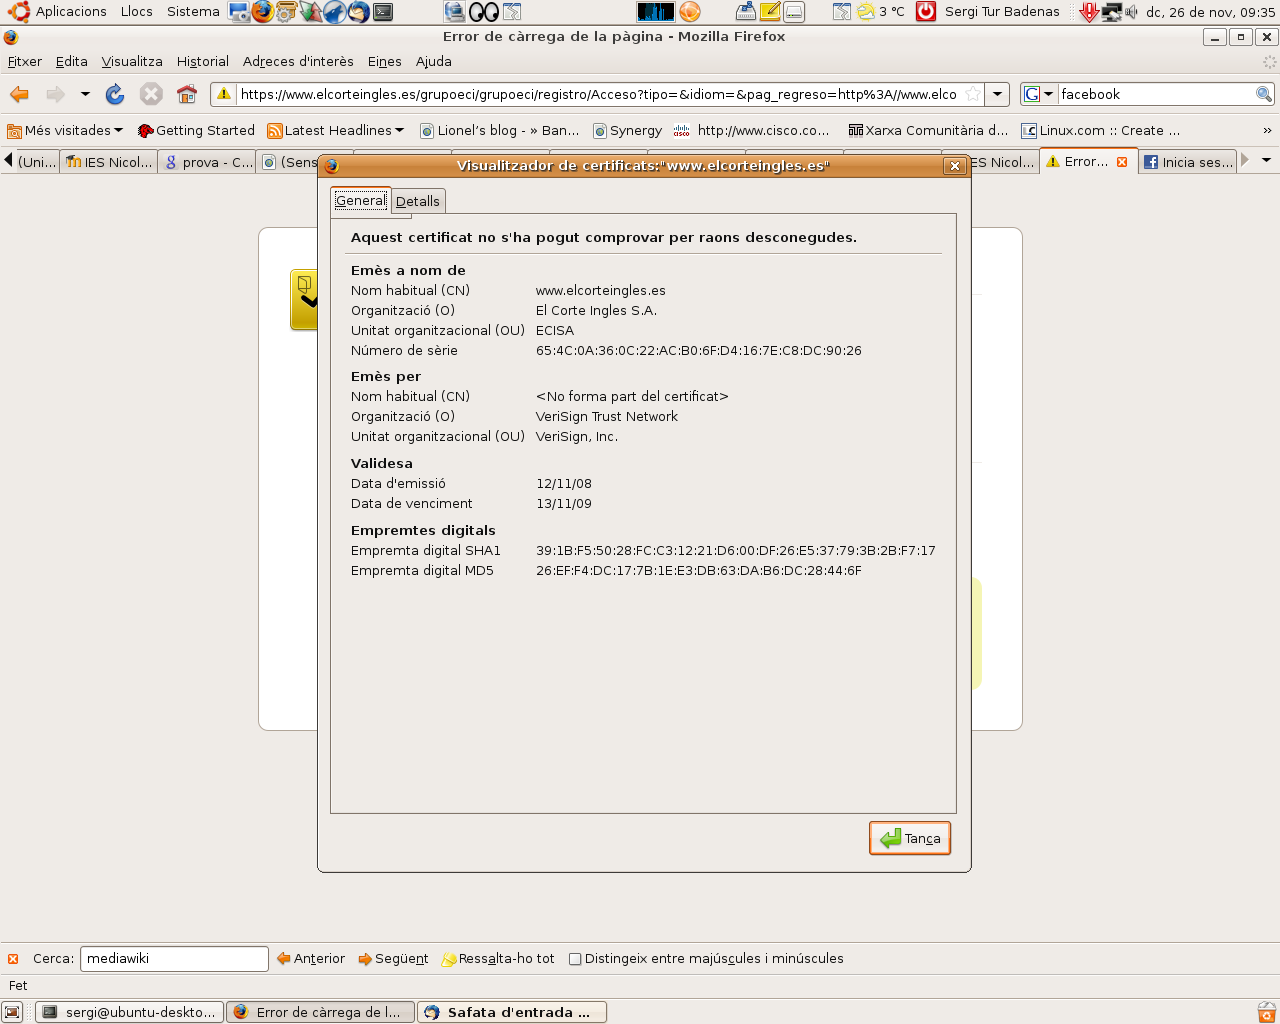 Aplicacions Llocs Sistema 3 °C Sergi Tur Badenas dc, 26 de nov, 09:35
Error de càrrega de la pàgina - Mozilla Firefox
Fitxer Edita Visualitza Historial Adreces d'interès Eines Ajuda
https://www.elcorteingles.es/grupoeci/grupoeci/registro/Acceso?tipo=&idiom=&pag_regreso=http%3A//www.elco facebook
Més visitades Getting Started Latest Headlines Lionel's blog - » Ban... Synergy http://www.cisco.co... Xarxa Comunitària d... Linux.com :: Create ... »
(Uni... IES Nicol... prova - C... (Sens ES Nicol... Error... Inicia ses...
Visualitzador de certificats:"www.elcorteingles.es"
General Detalls
Aquest certificat no s'ha pogut comprovar per raons desconegudes.
Emès a nom de
Nom habitual (CN) www.elcorteingles.es
Organització (O) El Corte Ingles S.A.
Unitat organitzacional (OU) ECISA
Número de sèrie 65:4C:0A:36:0C:22:AC:B0:6F:D4:16:7E:C8:DC:90:26
Emès per
Nom habitual (CN) <No forma part del certificat>
Organització (O) VeriSign Trust Network
Unitat organitzacional (OU) VeriSign, Inc.
Validesa
Data d'emissió 12/11/08
Data de venciment 13/11/09
Empremtes digitals
Empremta digital SHA1 39:1B:F5:50:28:FC:C3:12:21:D6:00:DF:26:E5:37:79:3B:2B:F7:17
Empremta digital MD5 26:EF:F4:DC:17:7B:1E:E3:DB:63:DA:B6:DC:28:44:6F
Tanca
Cerca: mediawiki Anterior Següent Ressalta-ho tot Distingeix entre majúscules i minúscules
Fet
sergi@ubuntu-deskto... Error de càrrega de l... Safata d'entrada ...